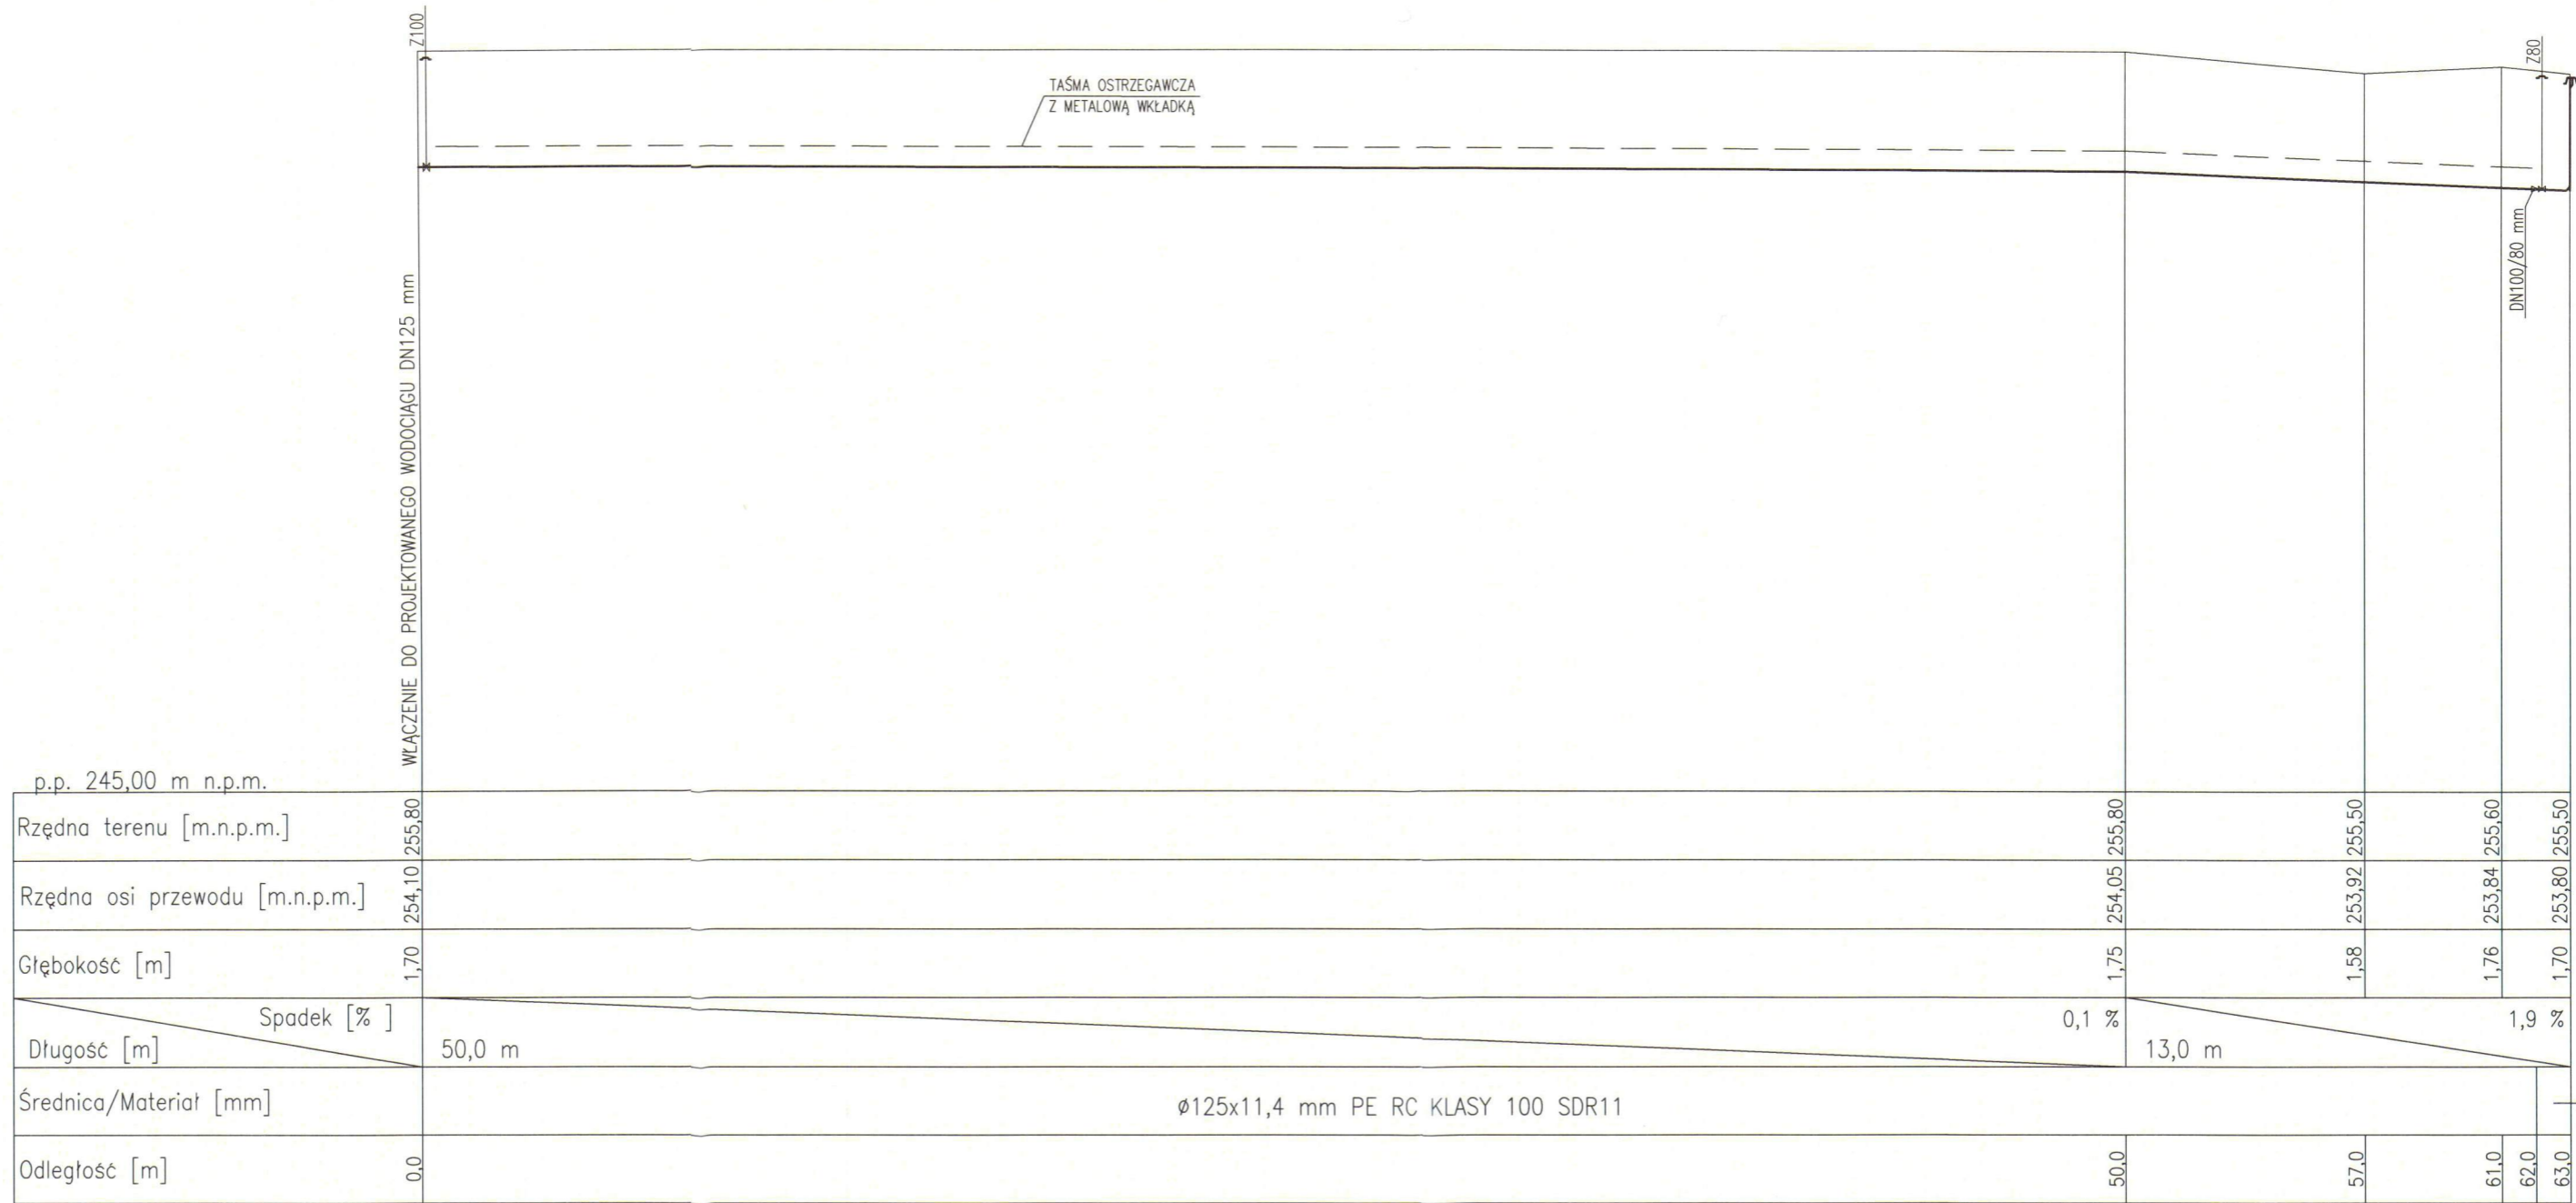 Z100
TAŚMA OSTRZEGAWCZA
Z METALOWĄ WKŁADKĄ
Z80
DN100/80 mm
WŁĄCZENIE DO PROJEKTOWANEGO WODOCIĄGU DN125 mm
p.p. 245,00 m n.p.m.
Rzędna terenu [m.n.p.m.] 255,80 255,80 255,50 255,60 255,50
Rzędna osi przewodu [m.n.p.m.] 254,10 254,05 253,92 253,84 253,80
Głębokość [m] 1,70 1,75 1,58 1,76 1,70
Spadek [% ] 0,1 % 1,9 %
Długość [m] 50,0 m 13,0 m
Średnica/Materiał [mm] ø125x11,4 mm PE RC KLASY 100 SDR11
Odległość [m] 0,0 50,0 57,0 61,0 62,0 63,0